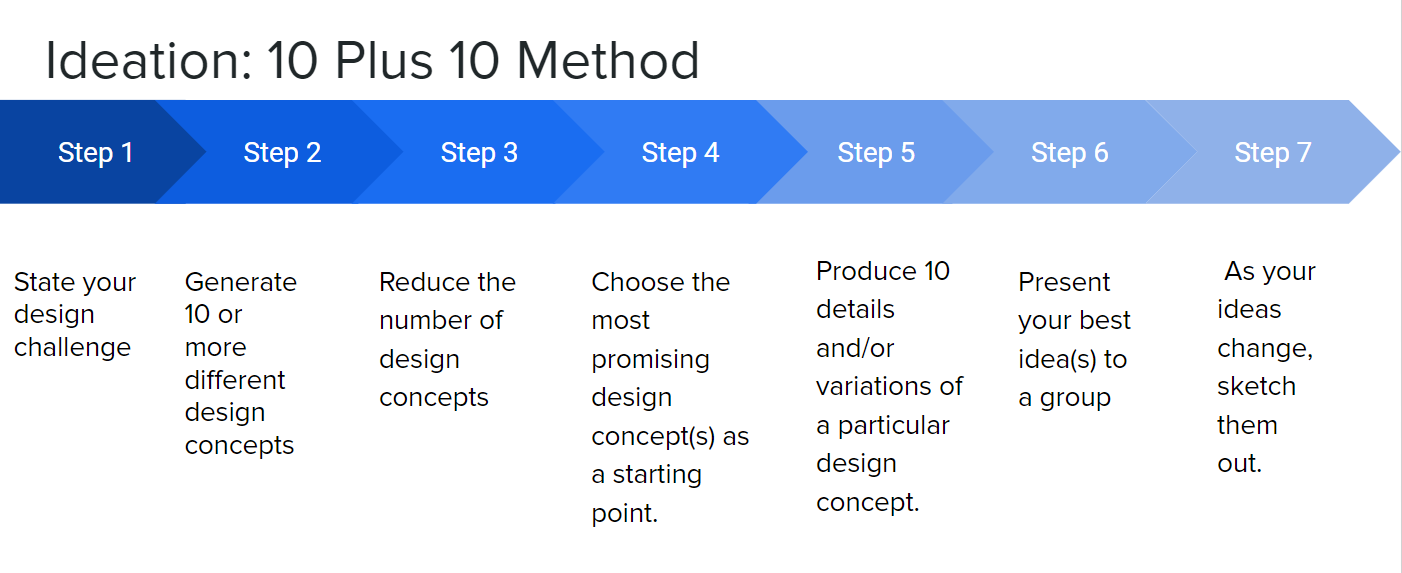 Ideation: 10 Plus 10 Method
Step 1
Step 2
Step 3
Step 4
Step 5
Step 6
Step 7
State your
design
challenge
Generate
10 or
more
different
design
concepts
Reduce the
number of
design
concepts
Choose the
most
promising
design
concept(s) as
a starting
point.
Produce 10
details
and/or
variations of
a particular
design
concept.
Present
your best
idea(s) to
a group
As your
ideas
change,
sketch
them
out.